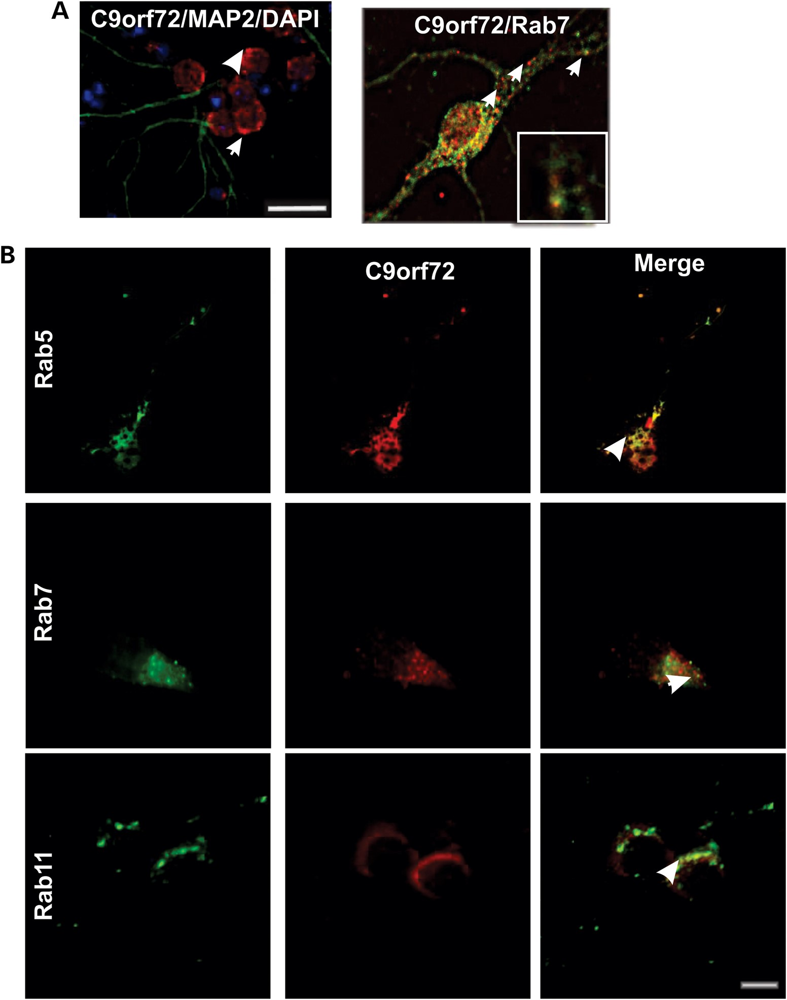 A
C9orf72/MAP2/DAPI
C9orf72/Rab7
B
C9orf72
Merge
Rab5
Rab7
Rab11